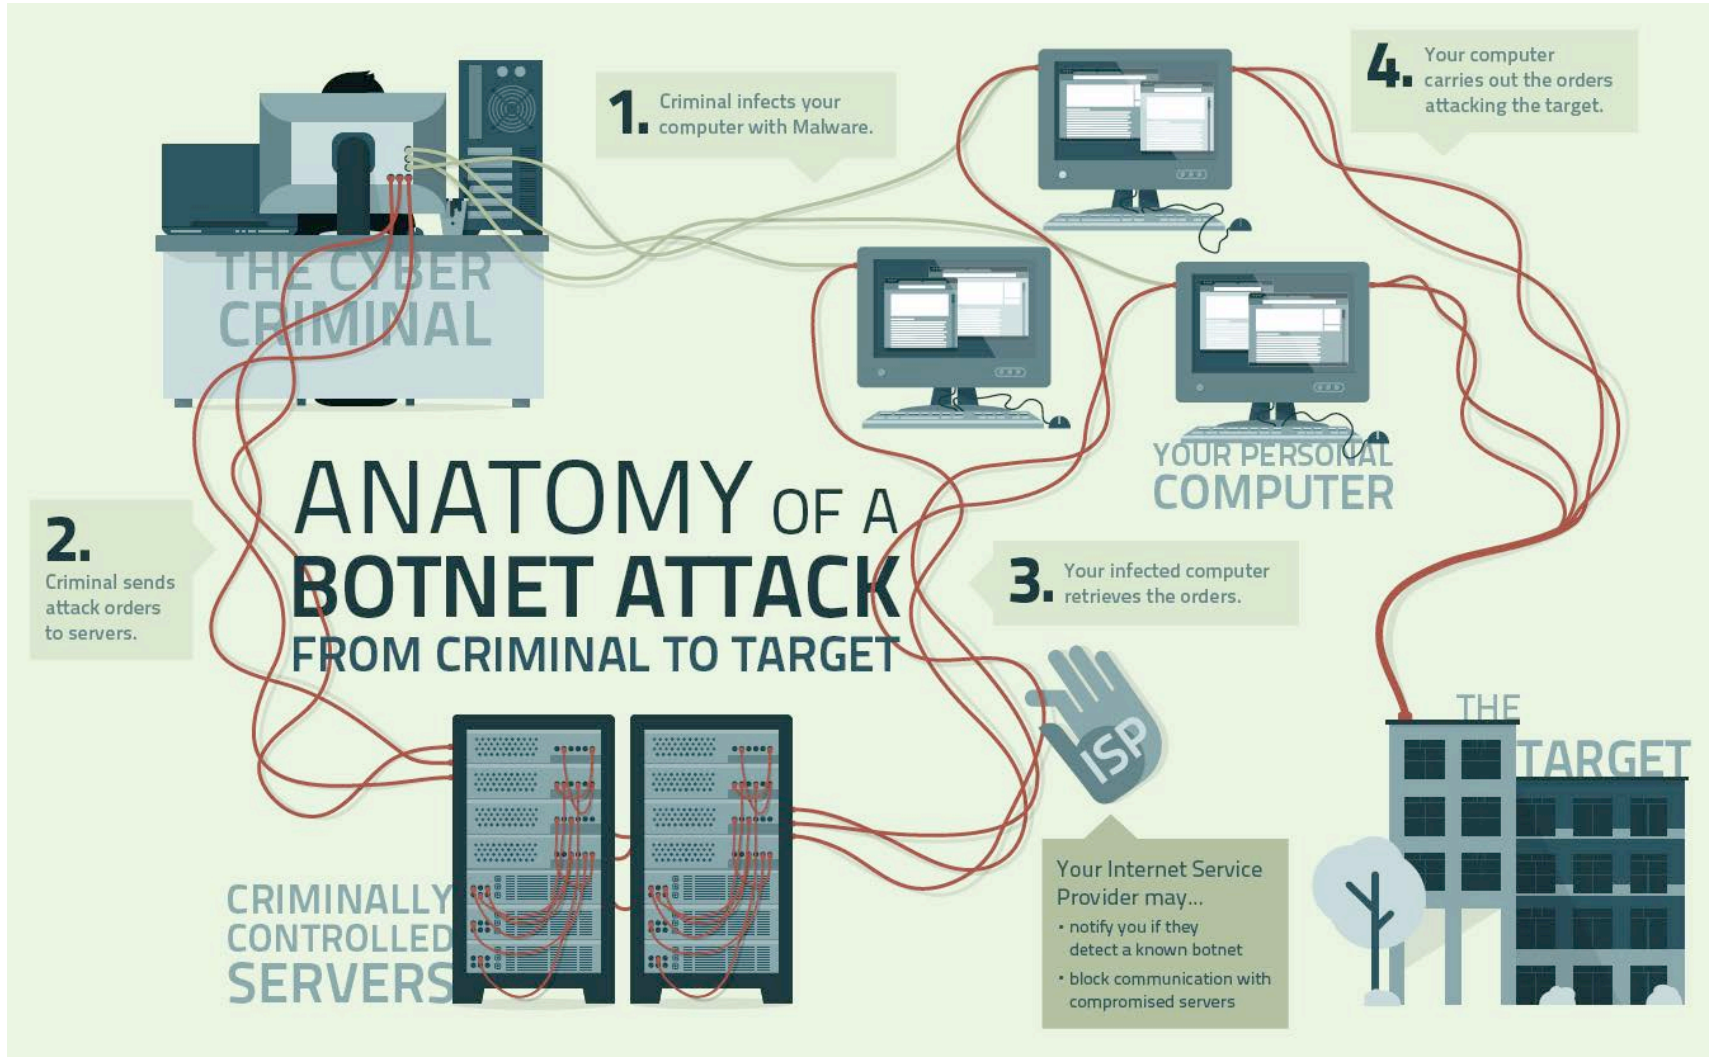 1. Criminal infects your
computer with Malware.
4. Your computer
carries out the orders
attacking the target.
THE CYBER
CRIMINAL
YOUR PERSONAL
COMPUTER
ANATOMY OF A
BOTNET ATTACK
FROM CRIMINAL TO TARGET
2.
Criminal sends
attack orders
to servers.
3. Your infected computer
retrieves the orders.
ISP
THE
TARGET
Your Internet Service
Provider may...
• notify you if they
detect a known botnet
• block communication with
compromised servers
CRIMINALLY
CONTROLLED
SERVERS